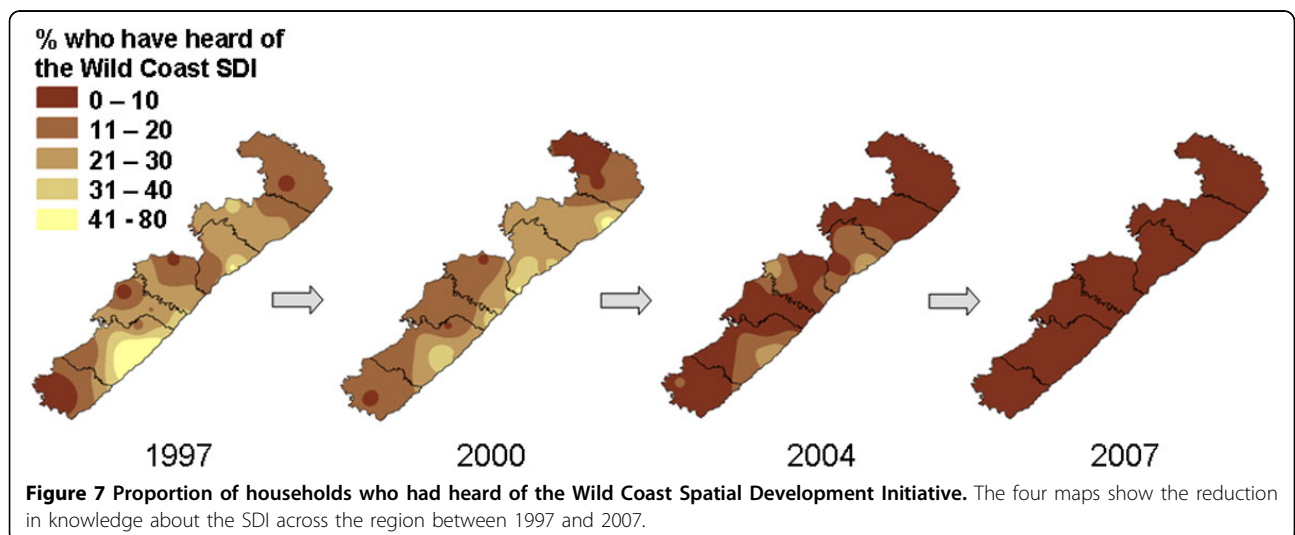 % who have heard of
the Wild Coast SDI
0 – 10
11 – 20
21 – 30
31 – 40
41 - 80
1997
2000
2004
2007
Figure 7 Proportion of households who had heard of the Wild Coast Spatial Development Initiative. The four maps show the reduction
in knowledge about the SDI across the region between 1997 and 2007.